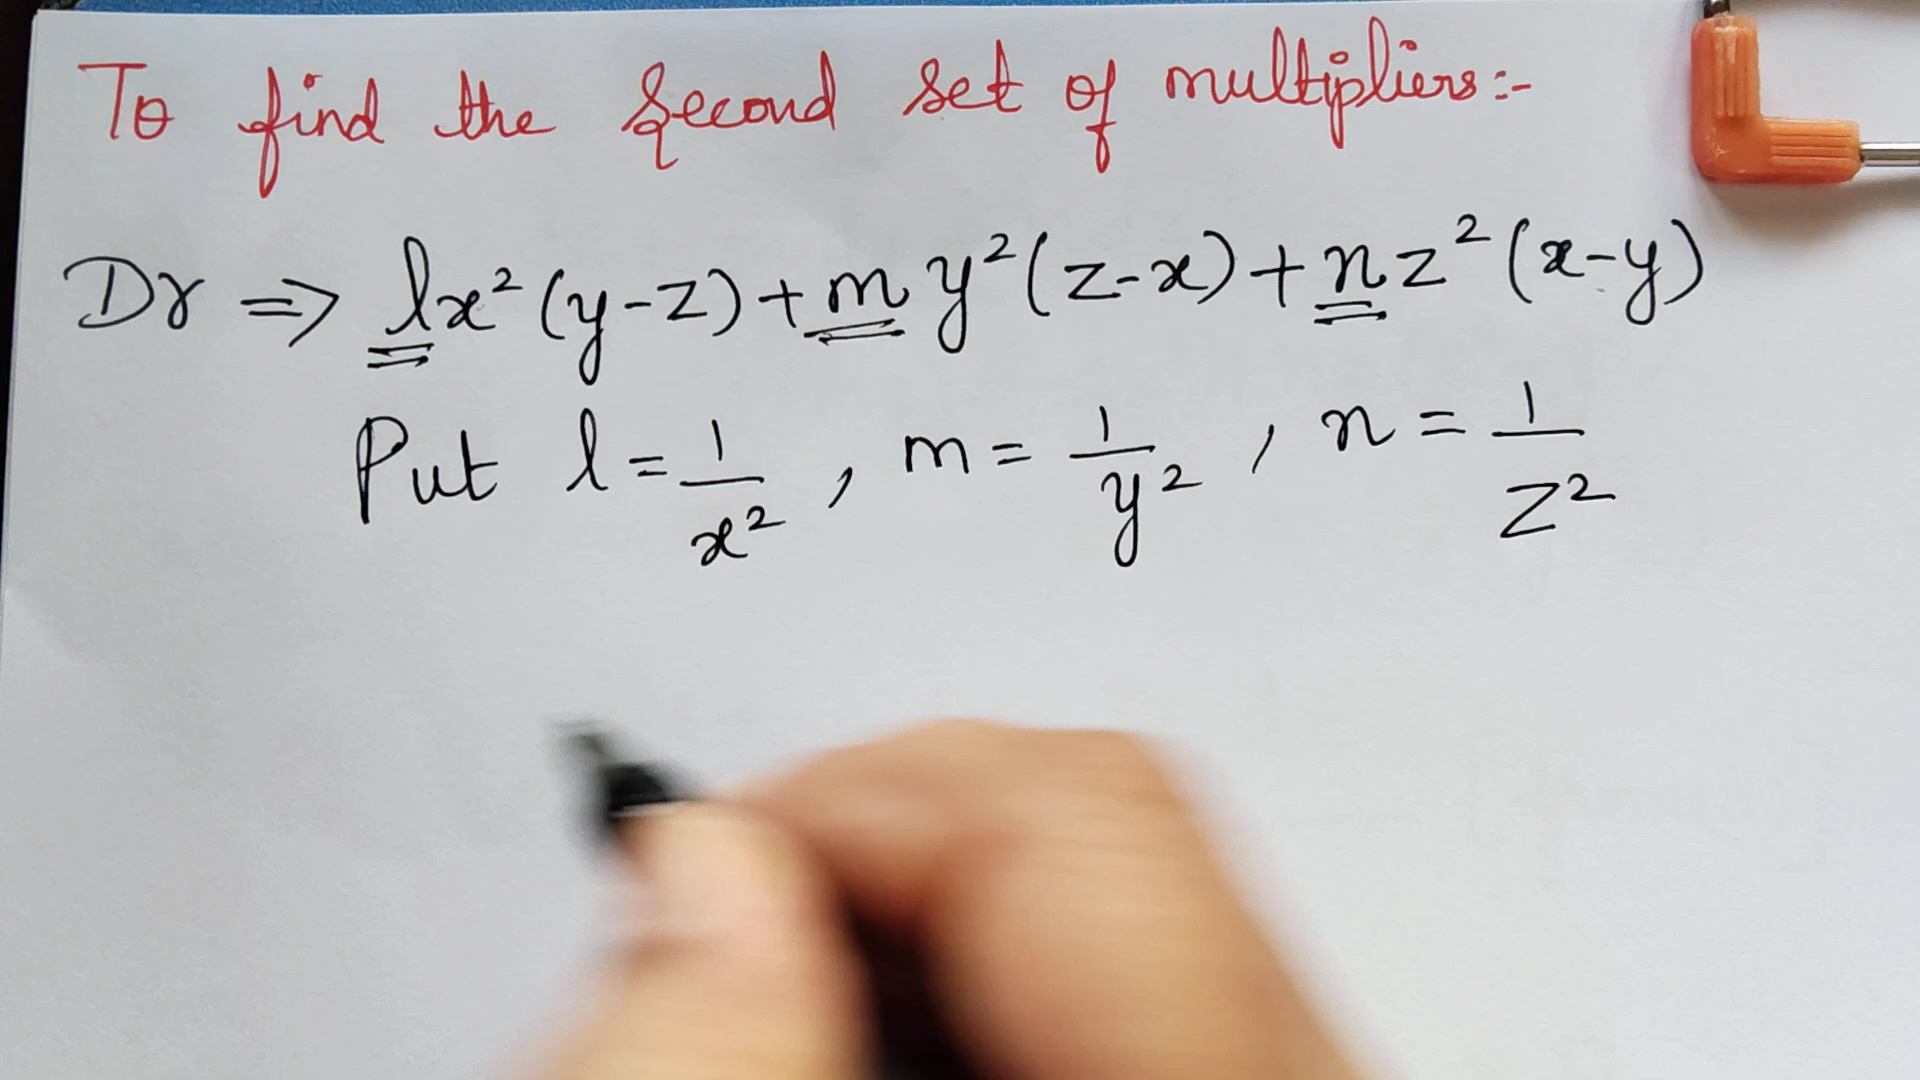 To find the second set of multipliers:-
Dr ⇒ lx²(y-z)+my²(z-x)+nz²(x-y)
Put l=1/x², m=1/y², n=1/z²